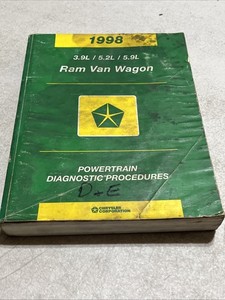 1998
3.9L / 5.2L / 5.9L
Ram Van Wagon
POWERTRAIN
DIAGNOSTIC PROCEDURES
D+E
CHRYSLER
CORPORATION